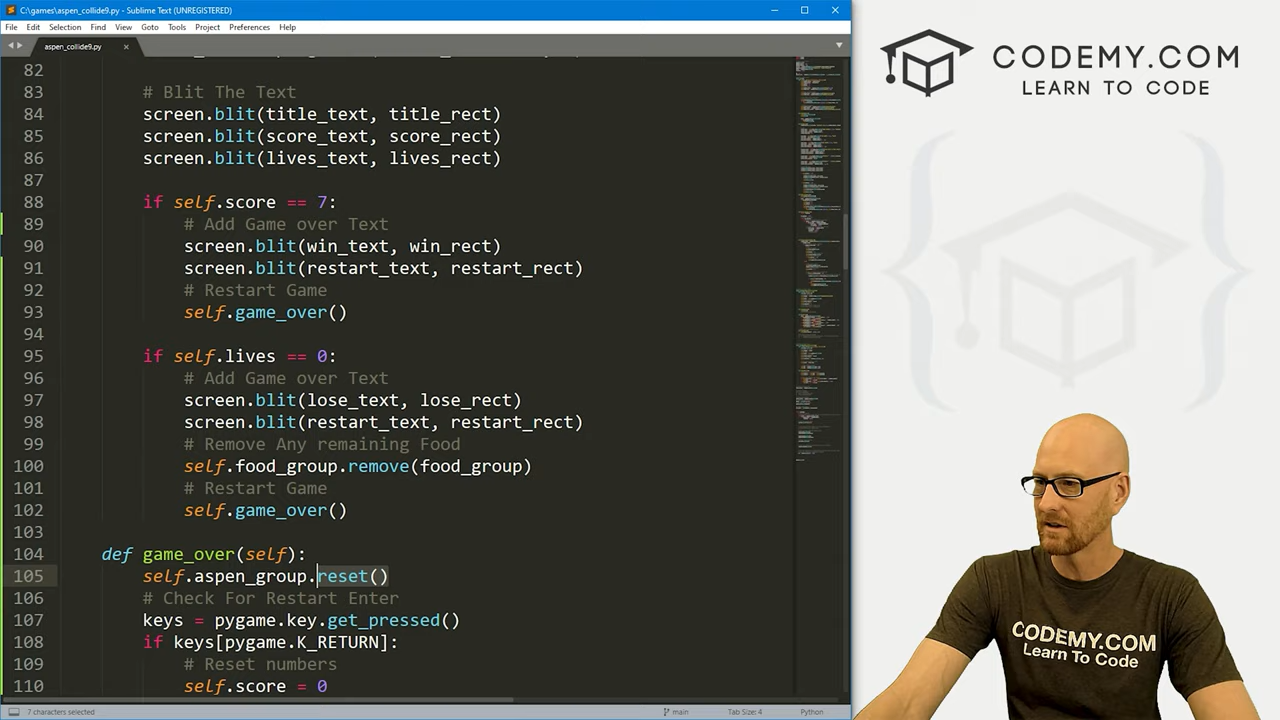 C:\games\aspen_collide9.py - Sublime Text (UNREGISTERED)
File Edit Selection Find View Goto Tools Project Preferences Help
aspen_collide9.py
82
83 # Blit The Text
84 screen.blit(title_text, title_rect)
85 screen.blit(score_text, score_rect)
86 screen.blit(lives_text, lives_rect)
87
88 if self.score == 7:
89 # Add Game over Text
90 screen.blit(win_text, win_rect)
91 screen.blit(restart_text, restart_rect)
92 # Restart Game
93 self.game_over()
94
95 if self.lives == 0:
96 # Add Game over Text
97 screen.blit(lose_text, lose_rect)
98 screen.blit(restart_text, restart_rect)
99 # Remove Any remaining Food
100 self.food_group.remove(food_group)
101 # Restart Game
102 self.game_over()
103
104 def game_over(self):
105 self.aspen_group.reset()
106 # Check For Restart Enter
107 keys = pygame.key.get_pressed()
108 if keys[pygame.K_RETURN]:
109 # Reset numbers
110 self.score = 0
7 characters selected
main
Tab Size: 4
Python
CODEMY.COM
LEARN TO CODE
CODEMY.COM
Learn To Code